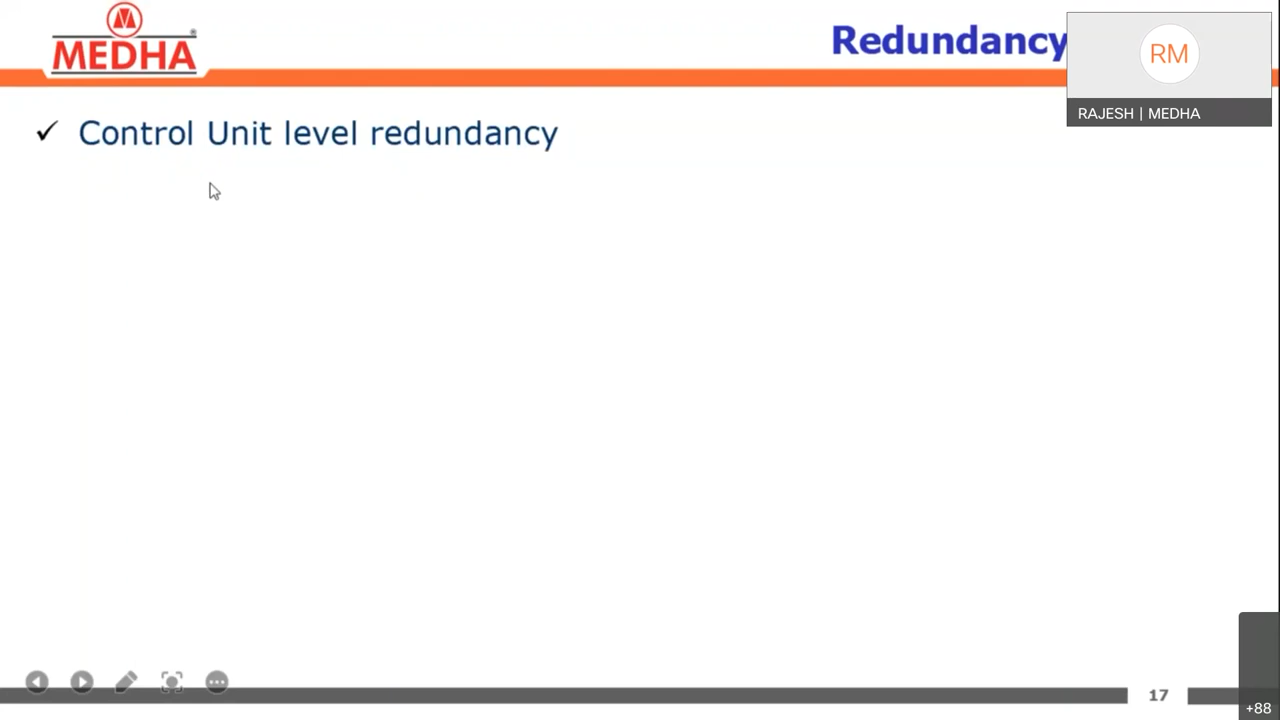 MEDHA
Redundancy
RM
RAJESH | MEDHA
✓ Control Unit level redundancy
17
+88